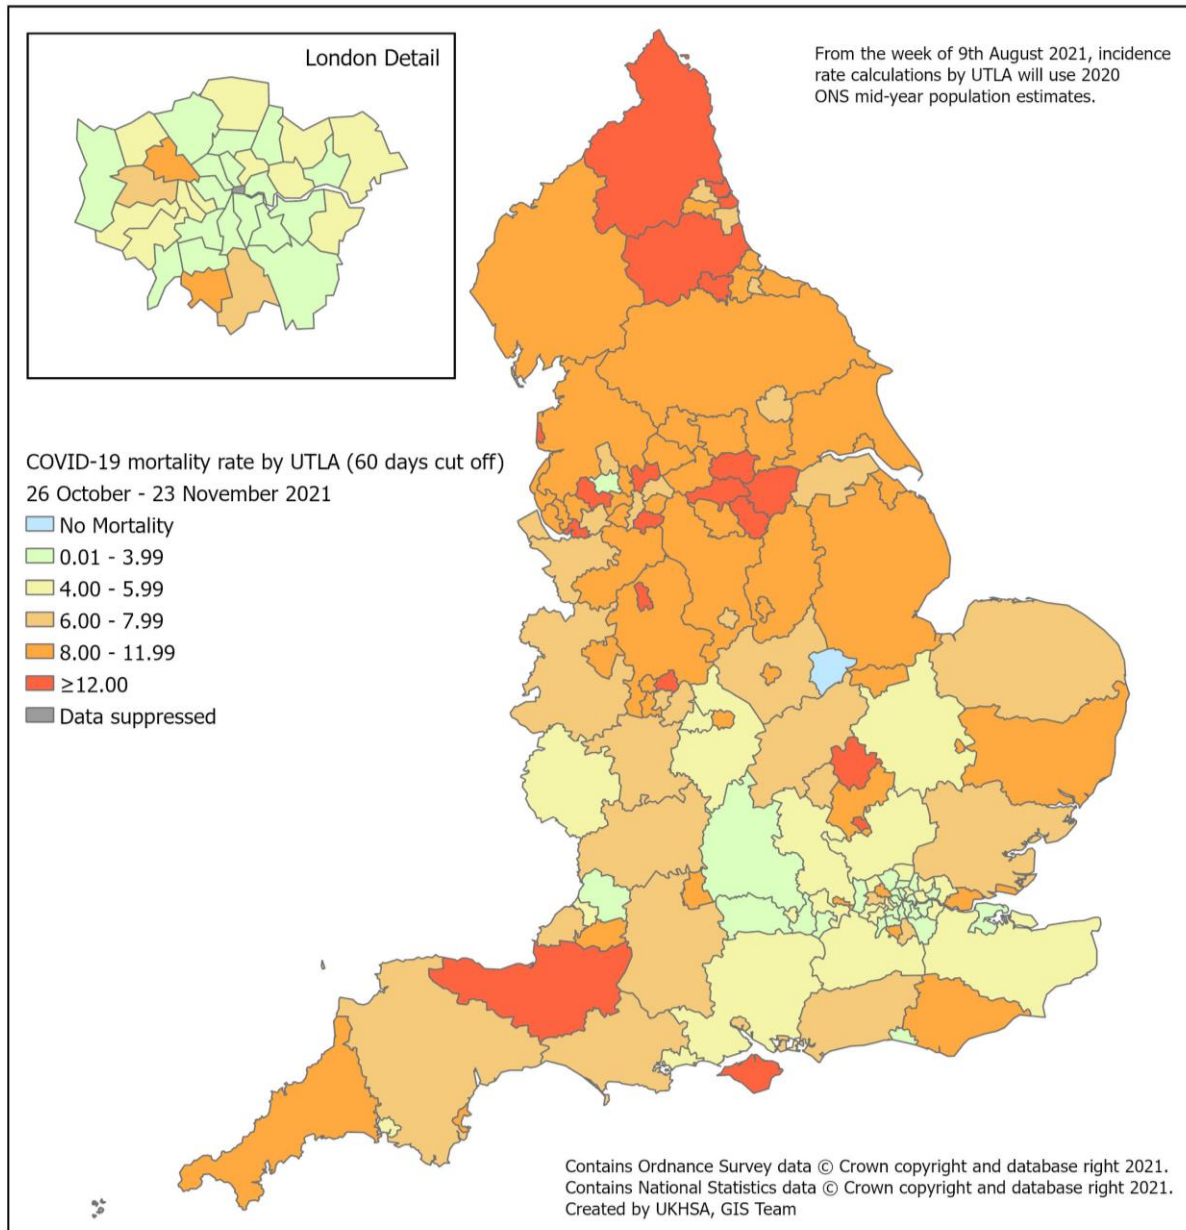 London Detail
From the week of 9th August 2021, incidence
rate calculations by UTLA will use 2020
ONS mid-year population estimates.
COVID-19 mortality rate by UTLA (60 days cut off)
26 October - 23 November 2021
No Mortality
0.01 - 3.99
4.00 - 5.99
6.00 - 7.99
8.00 - 11.99
≥12.00
Data suppressed
Contains Ordnance Survey data © Crown copyright and database right 2021.
Contains National Statistics data © Crown copyright and database right 2021.
Created by UKHSA, GIS Team